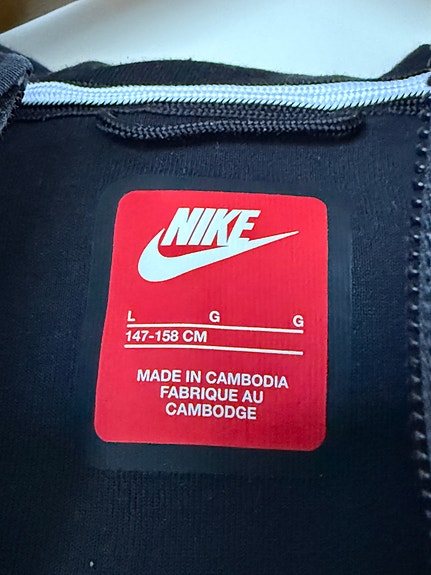 NIKE
L G G
147-158 CM
MADE IN CAMBODIA
FABRIQUE AU
CAMBODGE